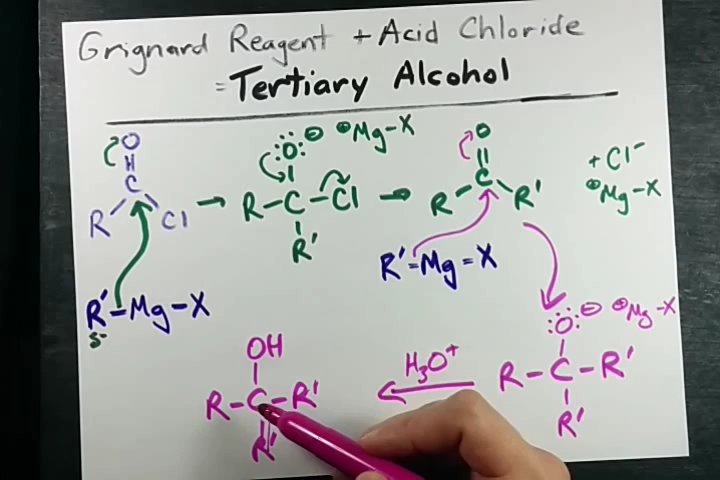 Grignard Reagent + Acid Chloride
= Tertiary Alcohol
O
C
R Cl
R'-Mg-X
δ-
:Ö:⊖ ⊕Mg-X
R-C-Cl
R'
O
C
R R'
R'-Mg=X
+ Cl⁻
⊕Mg-X
:Ö:⊖ ⊕Mg-X
R-C-R'
R'
H₃O⁺
OH
R-C-R'
R'